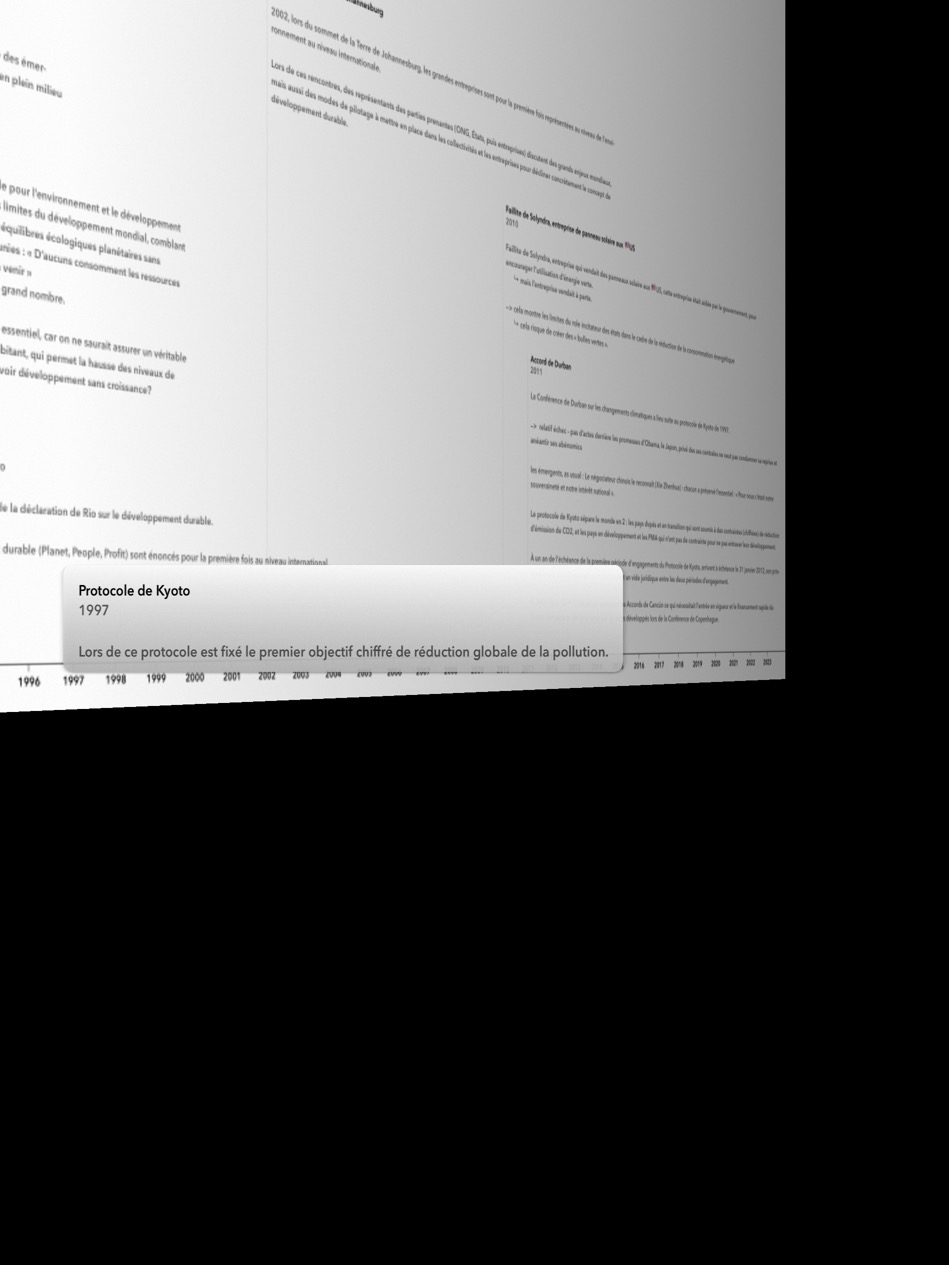 des émer-
en plein milieu
le pour l'environnement et le développement
limites du développement mondial, comblant
équilibres écologiques planétaires sans
unies : « D'aucuns consomment les ressources
venir »
grand nombre.
essentiel, car on ne saurait assurer un véritable
bitant, qui permet la hausse des niveaux de
voir développement sans croissance?
o
de la déclaration de Rio sur le développement durable.
durable (Planet, People, Profit) sont énoncés pour la première fois au niveau international
hannesburg
2002, lors du sommet de la Terre de Johannesburg, les grandes entreprises sont pour la première fois représentées au niveau de l'envi-
ronnement au niveau internationale.
Lors de ces rencontres, des représentants des parties prenantes (ONG, États, puis entreprises) discutent des grands enjeux mondiaux,
mais aussi des modes de pilotage à mettre en place dans les collectivités et les entreprises pour décliner concrètement le concept de
développement durable.
Faillite de Solyndra, entreprise de panneau solaire aux US
2010
Faillite de Solyndra, entreprise qui vendait des panneaux solaire aux US, cette entreprise était aidée par le gouvernement, pour
encourager l'utilisation d'énergie verte.
↳ mais l'entreprise vendait à perte.
–> cela montre les limites du role incitateur des états dans le cadre de la réduction de la consommation énergétique
↳ cela risque de créer des « bulles vertes ».
Accord de Durban
2011
La Conférence de Durban sur les changements climatiques a lieu suite au protocole de Kyoto de 1997.
–> relatif échec - pas d'actes derrière les promesses d'Obama, le Japon, privé des ses centrales ne veut pas condamner sa reprise et
anéantir ses
les émergents, as usual : Le négociateur chinois le reconnaît (Xie Zhenhua) : chacun a préservé l'essentiel : « Pour nous c'était notre
souveraineté et notre intérêt national ».
Le protocole de Kyoto sépare le monde en 2 : les pays dvpés et en transition qui sont soumis à des contraintes (chiffrées) de réduction
d'émission de CO2, et les pays en développement et les PMA qui n'ont pas de contrainte pour ne pas entraver leur développement.
À un an de l'échéance de la première période d'engagements du Protocole de Kyoto, arrivant à échéance le 31 janvier 2012, son prin
un vide juridique entre les deux périodes d'engagement.
Accords de Cancún ce qui nécessitait l'entrée en vigueur et le financement rapide du
développés lors de la Conférence de Copenhague.
Protocole de Kyoto
1997
Lors de ce protocole est fixé le premier objectif chiffré de réduction globale de la pollution.
1996 1997 1998 1999 2000 2001 2002 2003 2004 2005 2006 2016 2017 2018 2019 2020 2021 2022 2023